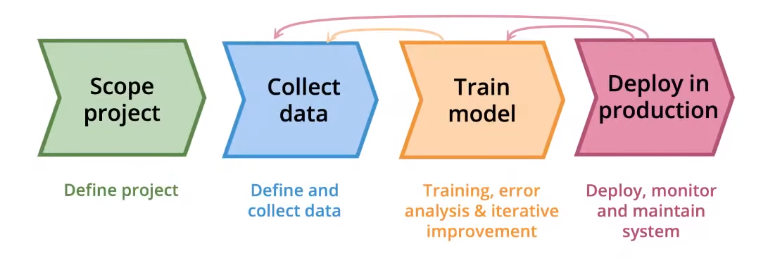 Scope
project
Collect
data
Train
model
Deploy in
production
Define project
Define and
collect data
Training, error
analysis & iterative
improvement
Deploy, monitor
and maintain
system